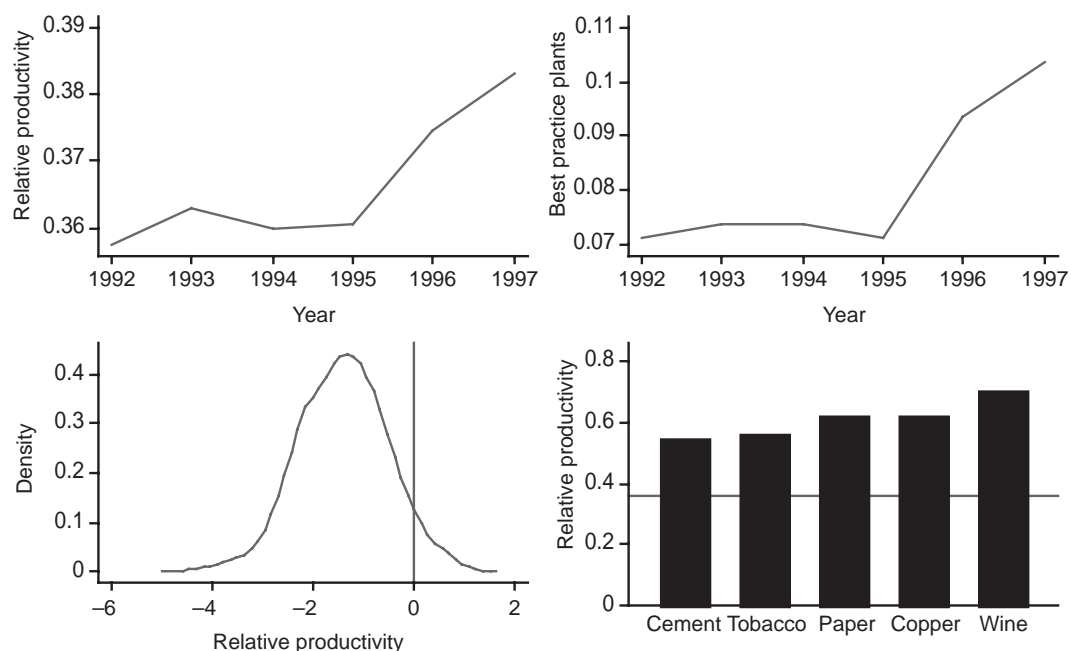 Relative productivity
0.39
0.38
0.37
0.36
1992 1993 1994 1995 1996 1997
Year
Best practice plants
0.11
0.1
0.09
0.08
0.07
1992 1993 1994 1995 1996 1997
Year
Density
0.4
0.3
0.2
0.1
0
–6 –4 –2 0 2
Relative productivity
Relative productivity
0.8
0.6
0.4
0.2
0
Cement Tobacco Paper Copper Wine